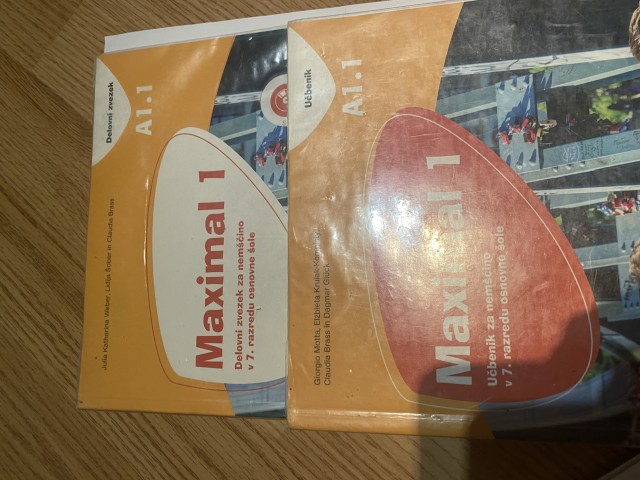 Delovni zvezek
A1.1
Julia Katharina Weber, Lidija Šober in Claudia Brass
Maximal 1
Delovni zvezek za nemščino
v 7. razredu osnovne šole
Učbenik
A1.1
Giorgio Motta, Elżbieta Krulak-Kempisty,
Claudia Brass in Dagmar Glück
Maximal 1
Učbenik za nemščino
v 7. razredu osnovne šole